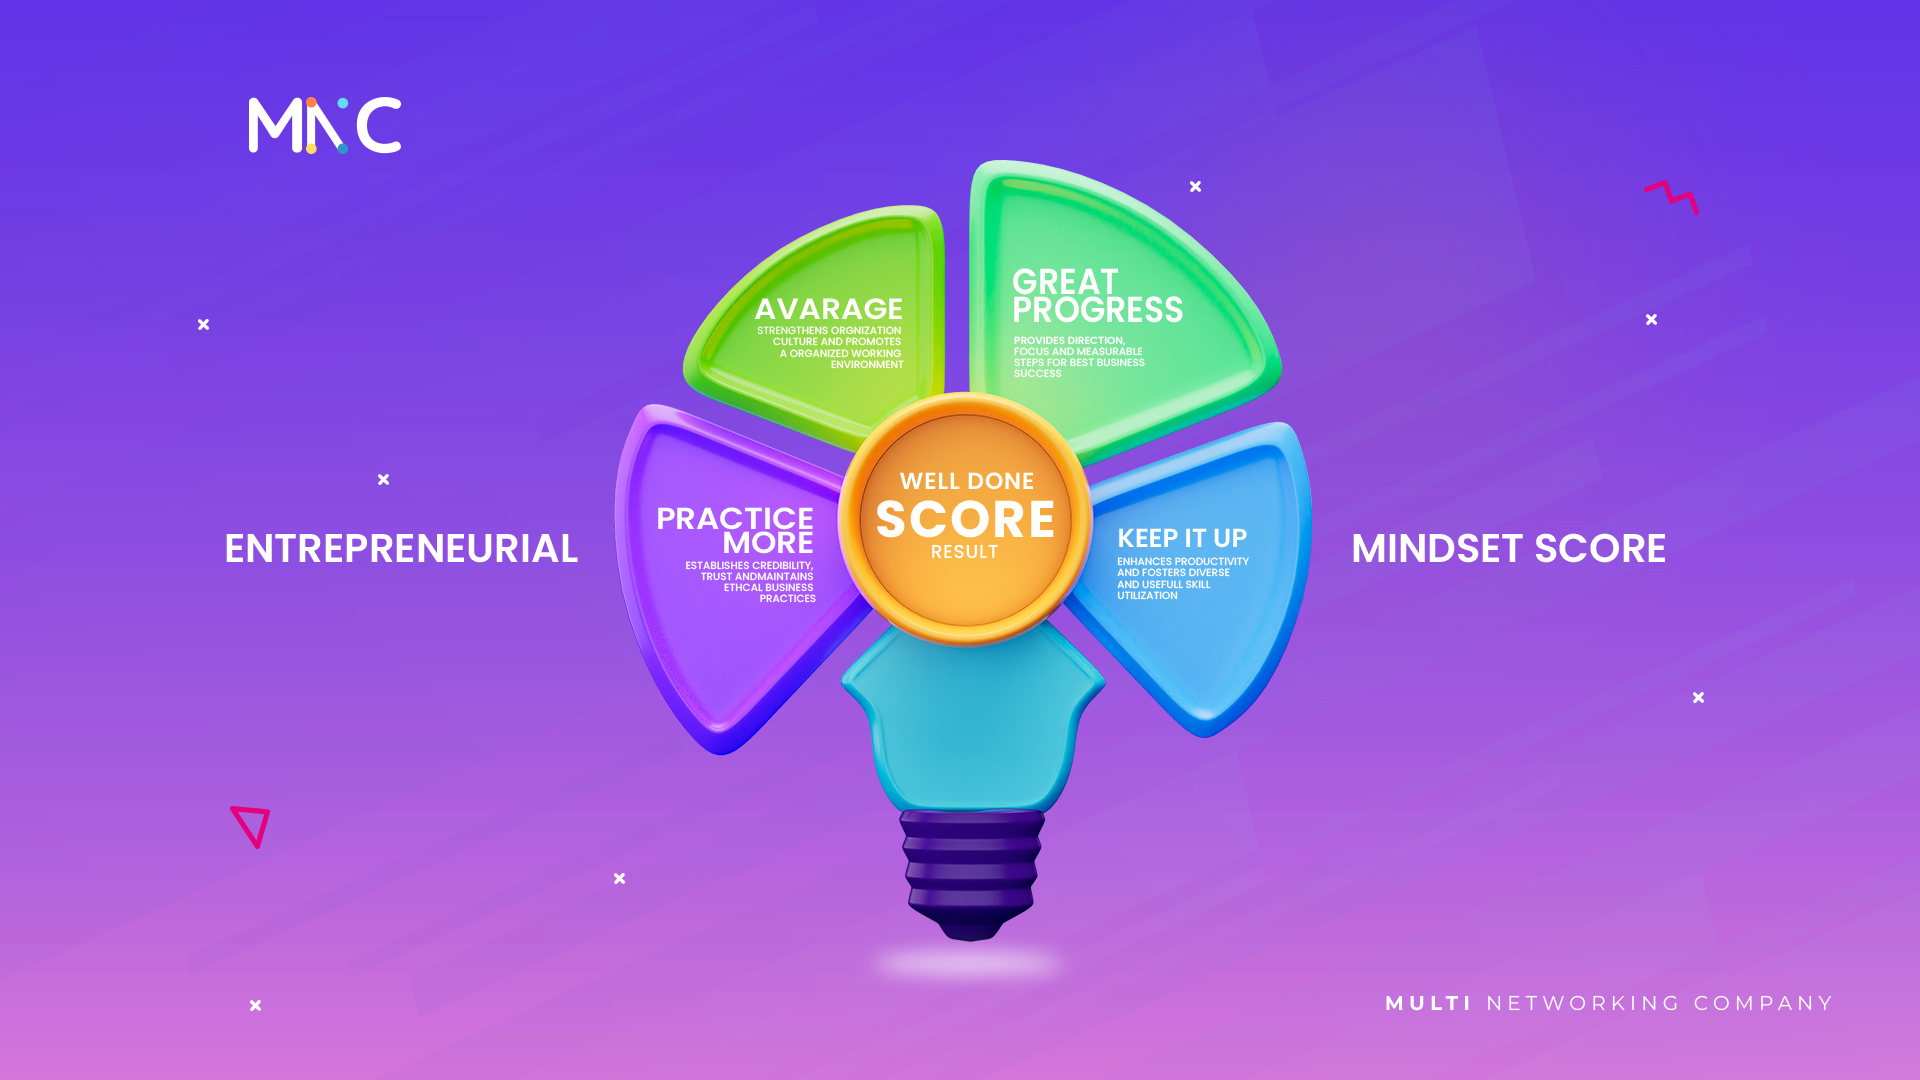 MNC
AVARAGE
STRENGTHENS ORGNIZATION
CULTURE AND PROMOTES
A ORGANIZED WORKING
ENVIRONMENT
GREAT
PROGRESS
PROVIDES DIRECTION,
FOCUS AND MEASURABLE
STEPS FOR BEST BUSINESS
SUCCESS
PRACTICE
MORE
ESTABLISHES CREDIBILITY,
TRUST ANDMAINTAINS
ETHCAL BUSINESS
PRACTICES
WELL DONE
SCORE
RESULT
KEEP IT UP
ENHANCES PRODUCTIVITY
AND FOSTERS DIVERSE
AND USEFULL SKILL
UTILIZATION
ENTREPRENEURIAL
MINDSET SCORE
MULTI NETWORKING COMPANY